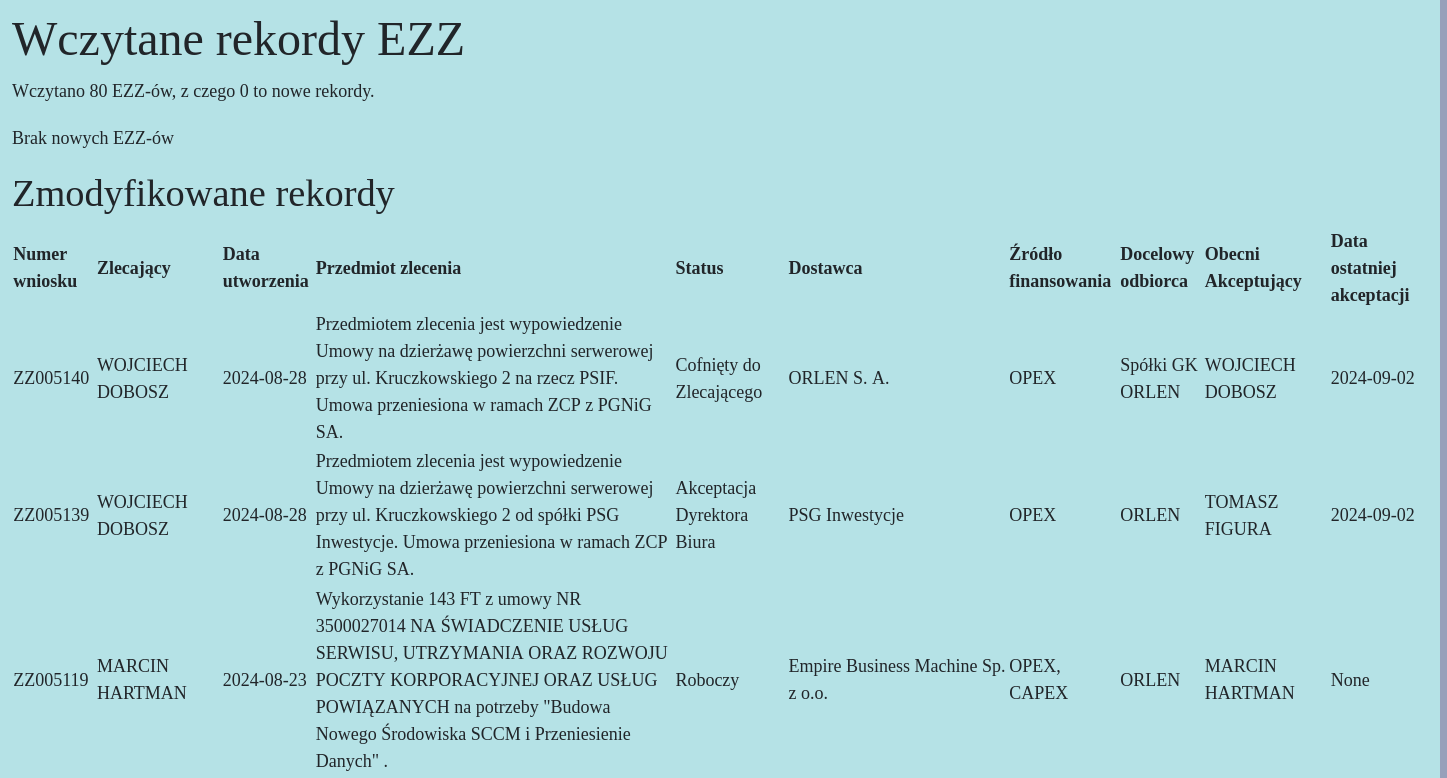 Wczytane rekordy EZZ
Wczytano 80 EZZ-ów, z czego 0 to nowe rekordy.
Brak nowych EZZ-ów
Zmodyfikowane rekordy
Numer wniosku Zlecający Data utworzenia Przedmiot zlecenia Status Dostawca Źródło finansowania Docelowy odbiorca Obecni Akceptujący Data ostatniej akceptacji
ZZ005140
WOJCIECH
DOBOSZ
2024-08-28
Przedmiotem zlecenia jest wypowiedzenie
Umowy na dzierżawę powierzchni serwerowej
przy ul. Kruczkowskiego 2 na rzecz PSIF.
Umowa przeniesiona w ramach ZCP z PGNiG
SA.
Cofnięty do
Zlecającego
ORLEN S. A.
OPEX
Spółki GK
ORLEN
WOJCIECH
DOBOSZ
2024-09-02
ZZ005139
WOJCIECH
DOBOSZ
2024-08-28
Przedmiotem zlecenia jest wypowiedzenie
Umowy na dzierżawę powierzchni serwerowej
przy ul. Kruczkowskiego 2 od spółki PSG
Inwestycje. Umowa przeniesiona w ramach ZCP
z PGNiG SA.
Akceptacja
Dyrektora
Biura
PSG Inwestycje
OPEX
ORLEN
TOMASZ
FIGURA
2024-09-02
ZZ005119
MARCIN
HARTMAN
2024-08-23
Wykorzystanie 143 FT z umowy NR
3500027014 NA ŚWIADCZENIE USŁUG
SERWISU, UTRZYMANIA ORAZ ROZWOJU
POCZTY KORPORACYJNEJ ORAZ USŁUG
POWIĄZANYCH na potrzeby "Budowa
Nowego Środowiska SCCM i Przeniesienie
Danych" .
Roboczy
Empire Business Machine Sp.
z o.o.
OPEX,
CAPEX
ORLEN
MARCIN
HARTMAN
None